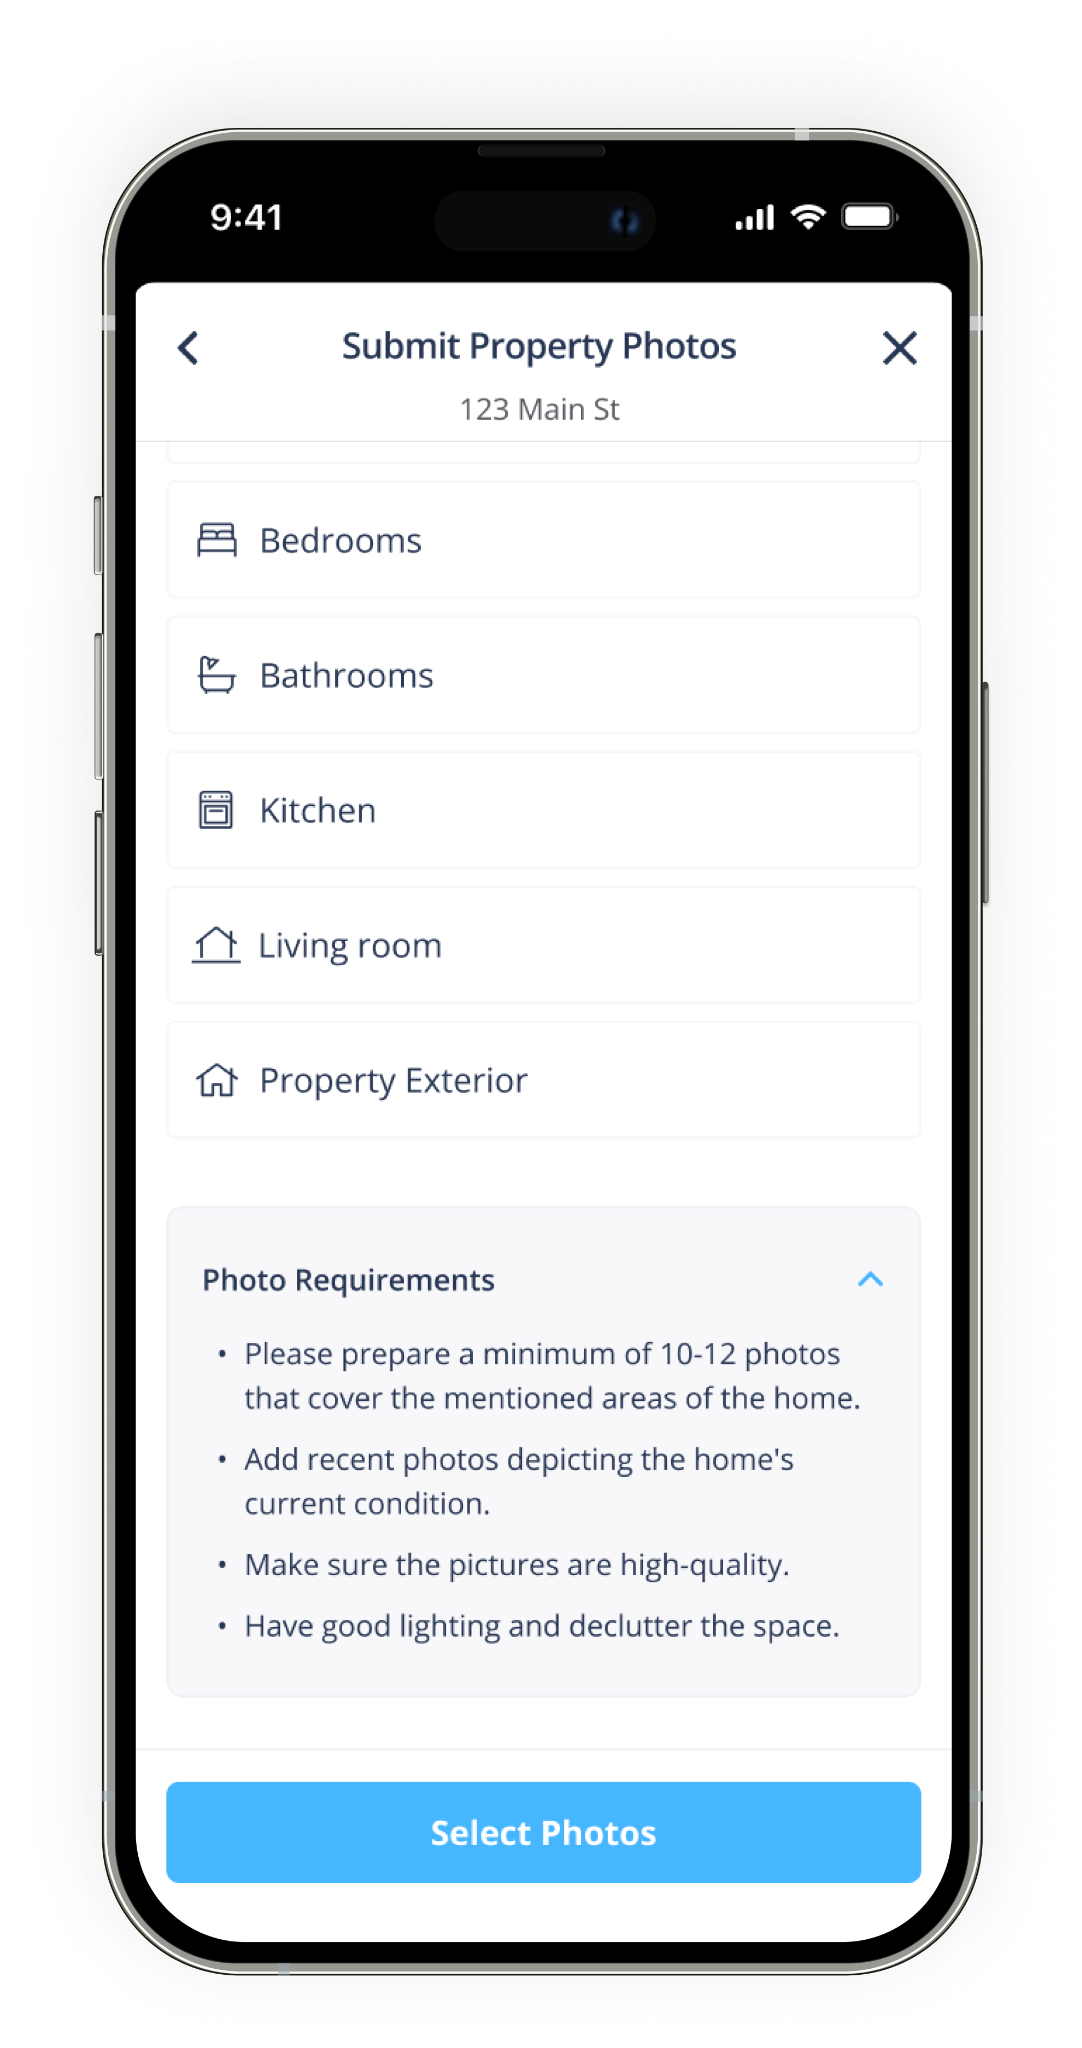 9:41
Submit Property Photos
123 Main St
Bedrooms
Bathrooms
Kitchen
Living room
Property Exterior
Photo Requirements
• Please prepare a minimum of 10-12 photos
that cover the mentioned areas of the home.
• Add recent photos depicting the home's
current condition.
• Make sure the pictures are high-quality.
• Have good lighting and declutter the space.
Select Photos